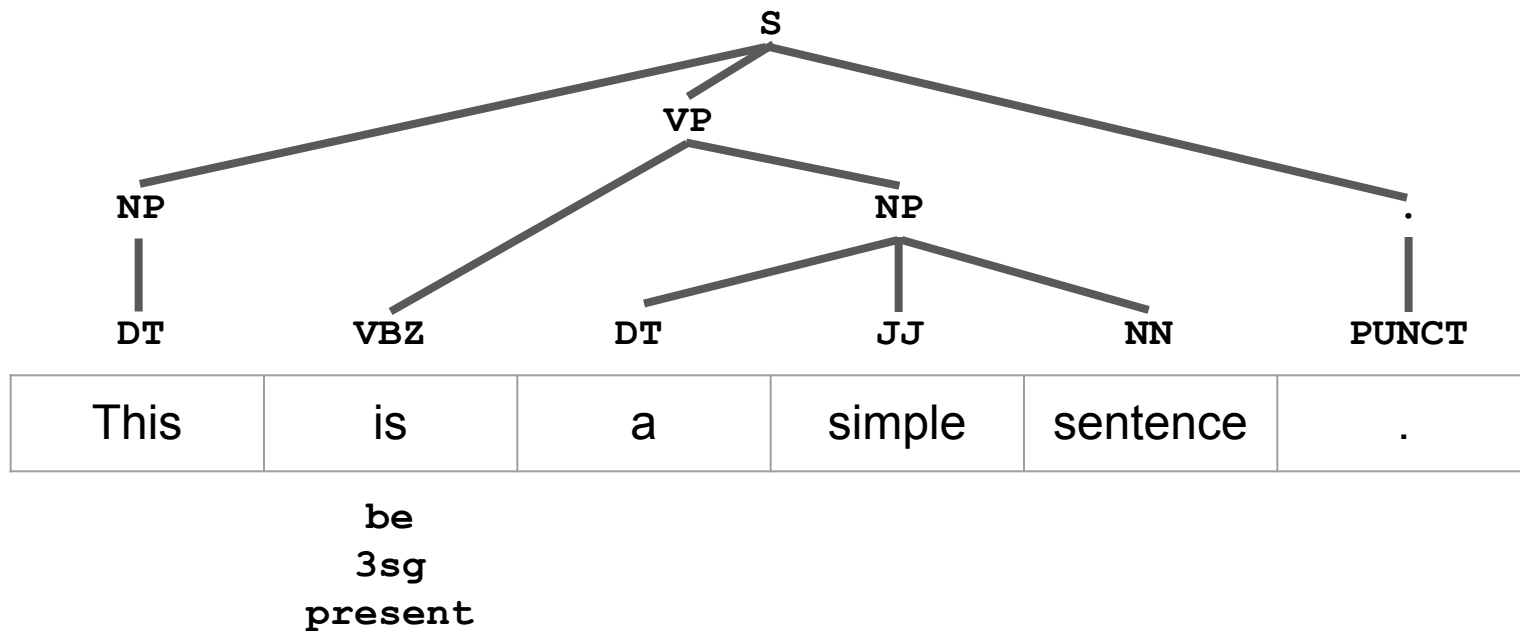 S
VP
NP NP .
DT VBZ DT JJ NN PUNCT
This is a simple sentence .
be
3sg
present